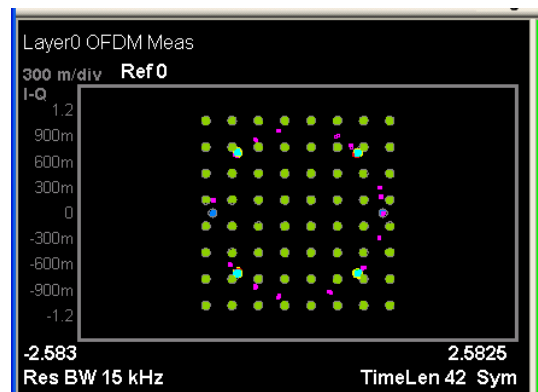 Layer0 OFDM Meas
300 m/div Ref 0
I-Q
1.2
900m
600m
300m
0
-300m
-600m
-900m
-1.2
-2.583 2.5825
Res BW 15 kHz TimeLen 42 Sym